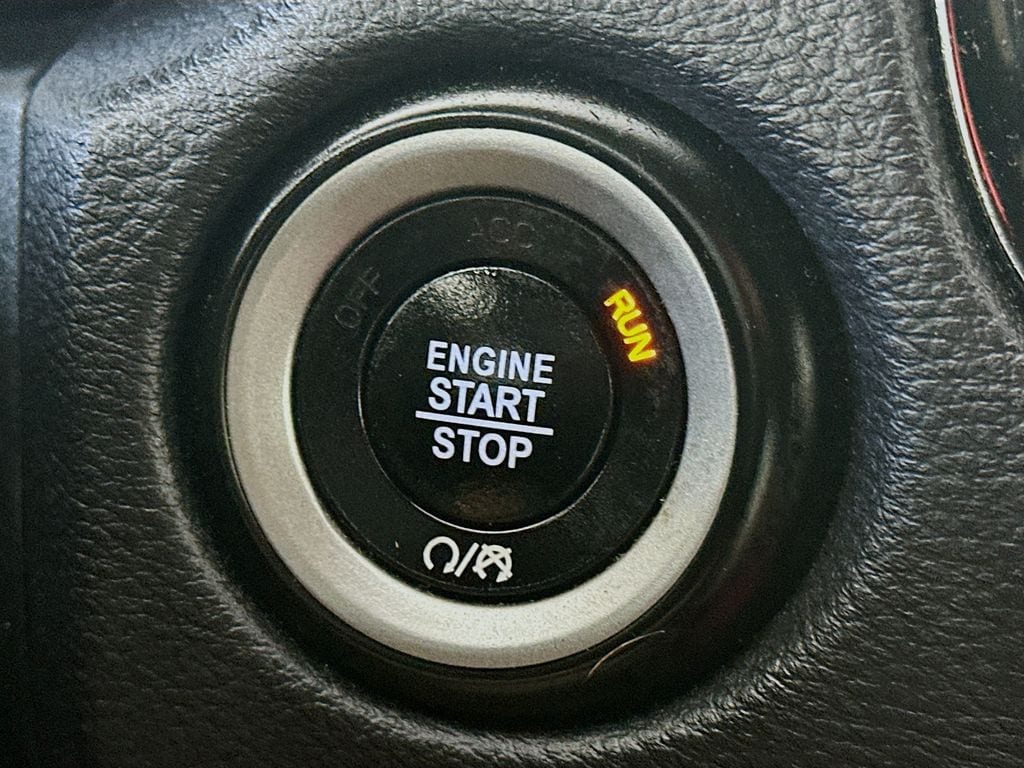 ACC
OFF
RUN
ENGINE
START
STOP